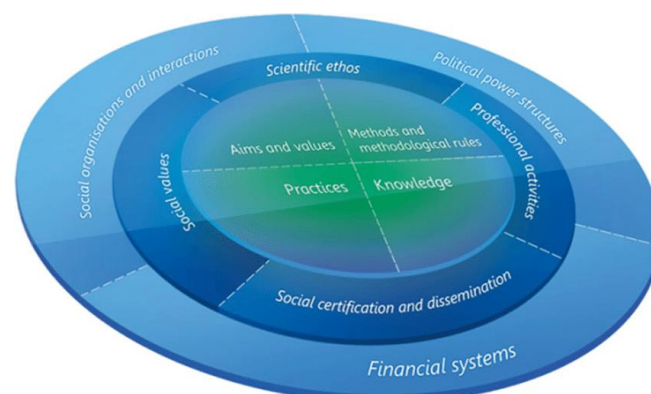 Social organisations and interactions
Political power structures
Scientific ethos
Professional activities
Social values
Aims and values
Methods and
methodological rules
Practices
Knowledge
Social certification and dissemination
Financial systems